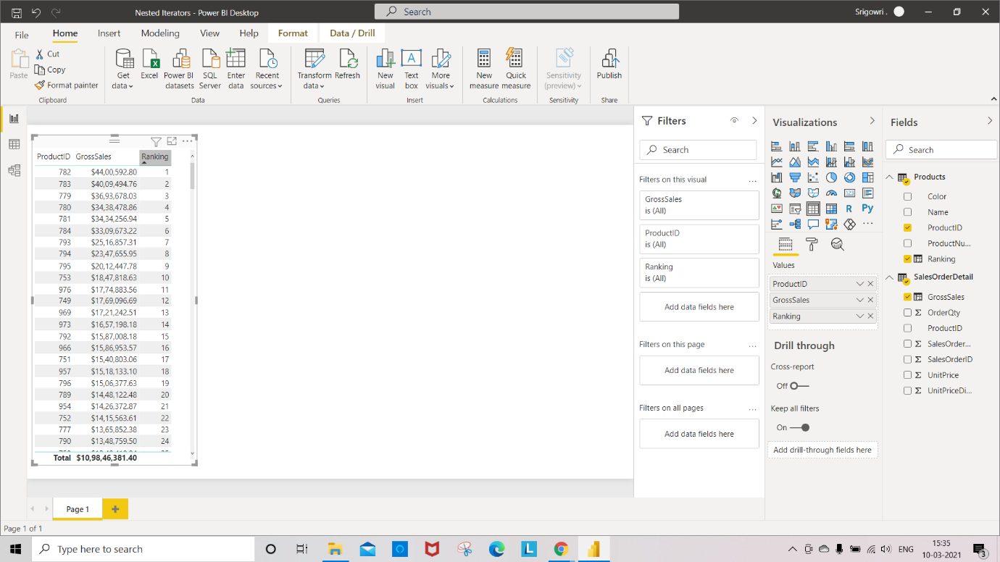 Nested Iterators - Power BI Desktop
Search
Srigowri .
File Home Insert Modeling View Help Format Data / Drill
Paste
Cut
Copy
Format painter
Clipboard
Get data
Excel
Power BI datasets
SQL Server
Enter data
Recent sources
Data
Transform data
Refresh
Queries
New visual
Text box
More visuals
Insert
New measure
Quick measure
Calculations
Sensitivity (preview)
Sensitivity
Publish
Share
ProductID GrossSales Ranking
782 $44,00,592.80 1
783 $40,09,494.76 2
779 $36,93,678.03 3
780 $34,38,478.86 4
781 $34,34,256.94 5
784 $33,09,673.22 6
793 $25,16,857.31 7
794 $23,47,655.95 8
795 $20,12,447.78 9
753 $18,47,818.63 10
976 $17,74,883.56 11
749 $17,69,096.69 12
969 $17,21,242.51 13
973 $16,57,198.18 14
792 $15,87,008.18 15
966 $15,86,953.57 16
751 $15,40,803.06 17
957 $15,18,133.10 18
796 $15,06,377.63 19
789 $14,48,122.48 20
954 $14,26,372.87 21
752 $14,15,563.61 22
777 $13,65,852.38 23
790 $13,48,759.50 24
Total $10,98,46,381.40
Filters
Search
Filters on this visual
GrossSales
is (All)
ProductID
is (All)
Ranking
is (All)
Add data fields here
Filters on this page
Add data fields here
Filters on all pages
Add data fields here
Visualizations
R Py
Values
ProductID
GrossSales
Ranking
Drill through
Cross-report
Off
Keep all filters
On
Add drill-through fields here
Fields
Search
Products
Color
Name
ProductID
ProductNu...
Ranking
SalesOrderDetail
GrossSales
OrderQty
ProductID
SalesOrder...
SalesOrderID
UnitPrice
UnitPriceDi...
Page 1
Page 1 of 1
Type here to search
ENG
15:35
10-03-2021
3